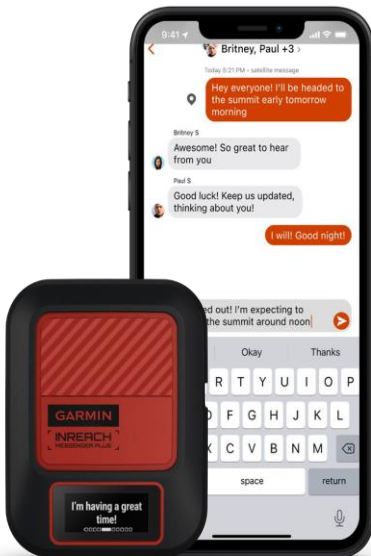 9:41
Britney, Paul +3 >
Today 5:21 PM – satellite message
Hey everyone! I'll be headed to
the summit early tomorrow
morning
Britney S
Awesome! So great to hear
from you
Paul S
Good luck! Keep us updated,
thinking about you!
I will! Good night!
ed out! I'm expecting to
the summit around noon
Okay Thanks
R T Y U I O P
F G H J K L
X C V B N M
space return
GARMIN
INREACH
MESSENGER PLUS
I'm having a great
time!